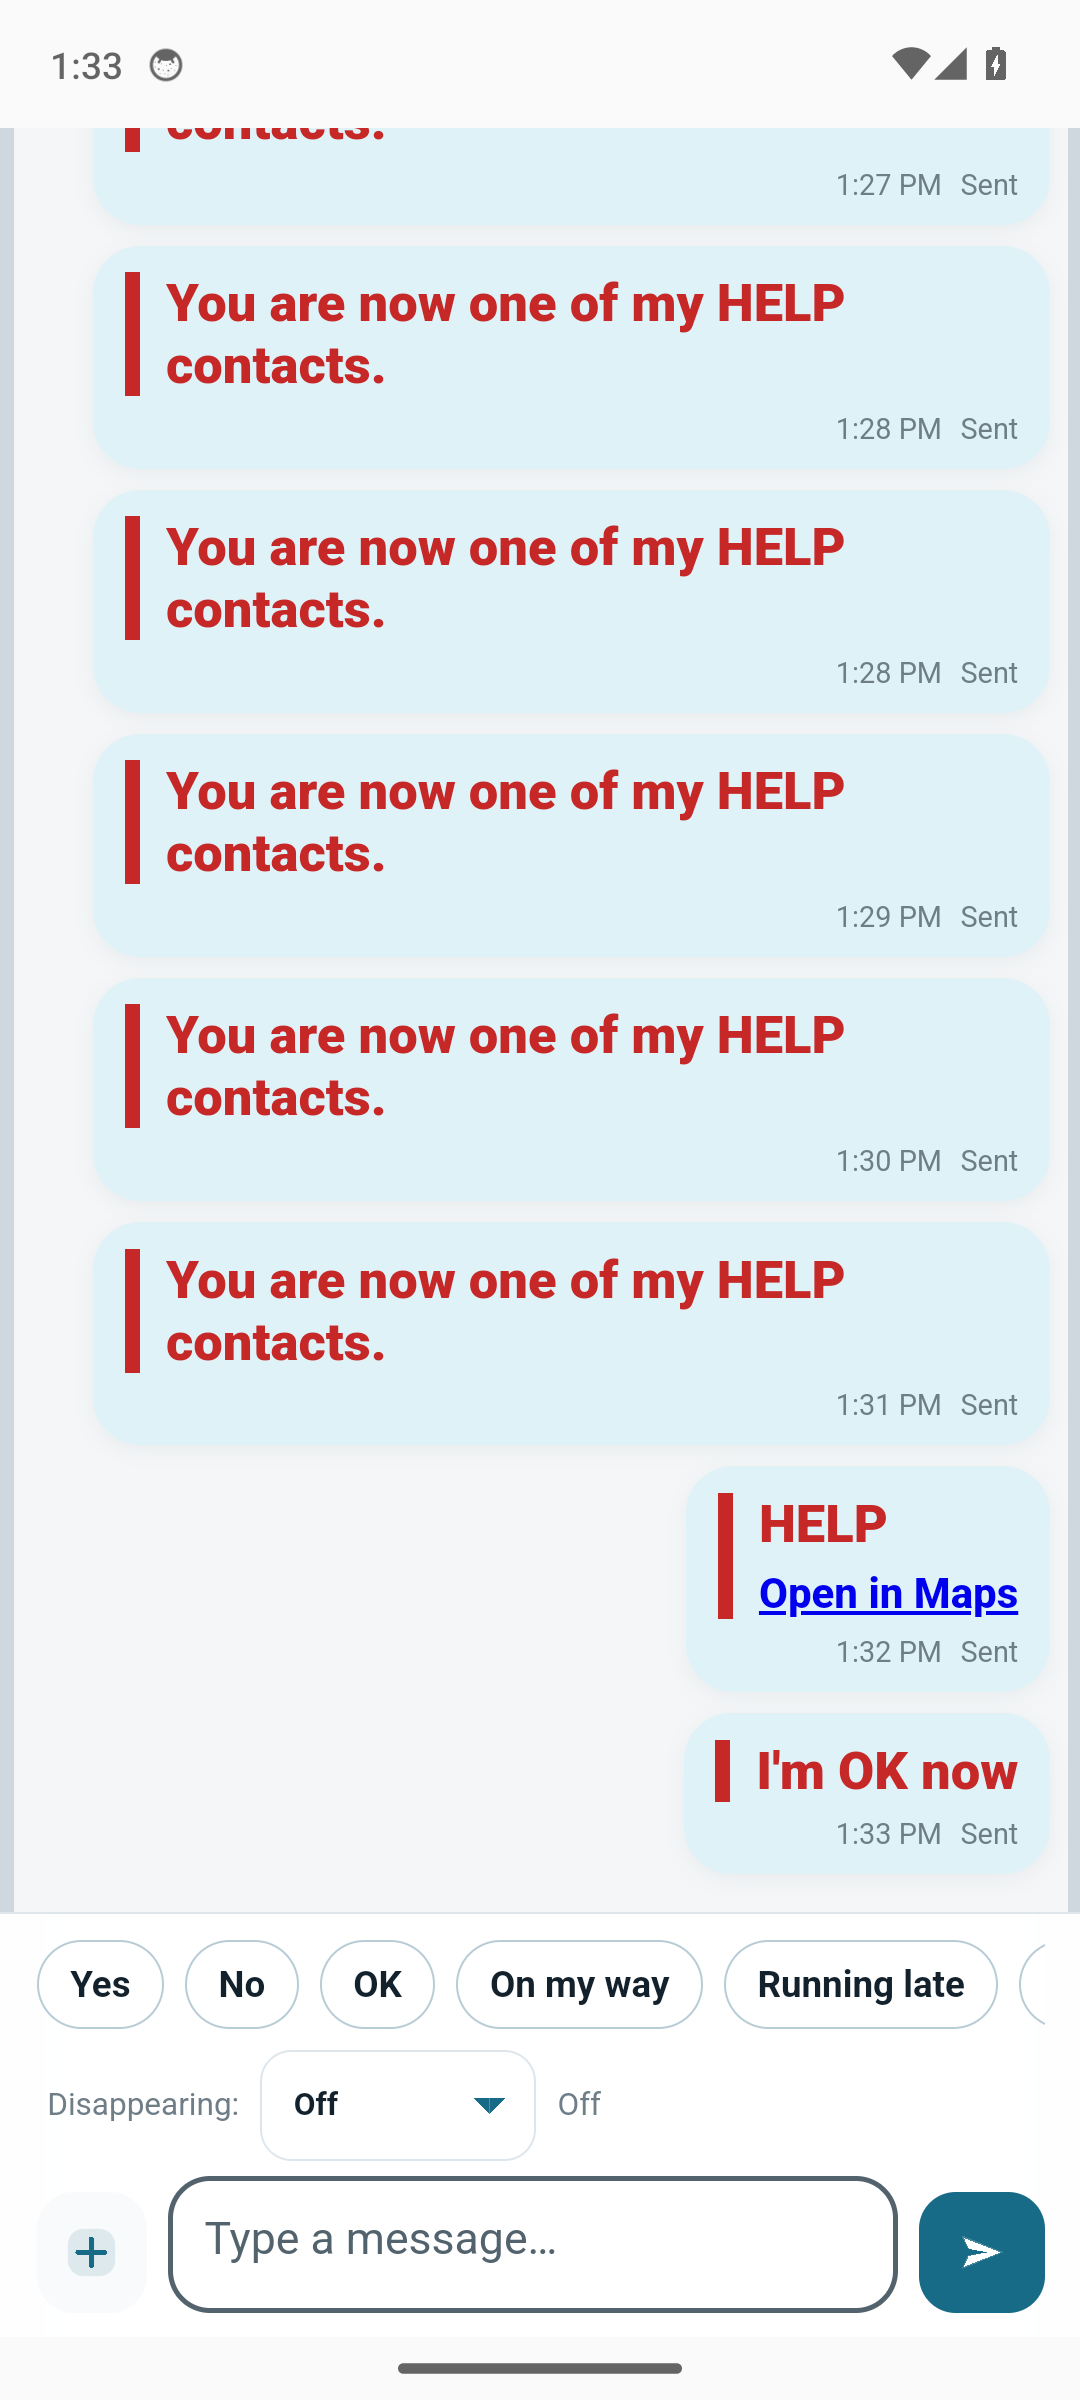 1:33
contacts.
1:27 PM Sent
You are now one of my HELP
contacts.
1:28 PM Sent
You are now one of my HELP
contacts.
1:28 PM Sent
You are now one of my HELP
contacts.
1:29 PM Sent
You are now one of my HELP
contacts.
1:30 PM Sent
You are now one of my HELP
contacts.
1:31 PM Sent
HELP
Open in Maps
1:32 PM Sent
I'm OK now
1:33 PM Sent
Yes No OK On my way Running late
Disappearing: Off Off
Type a message…